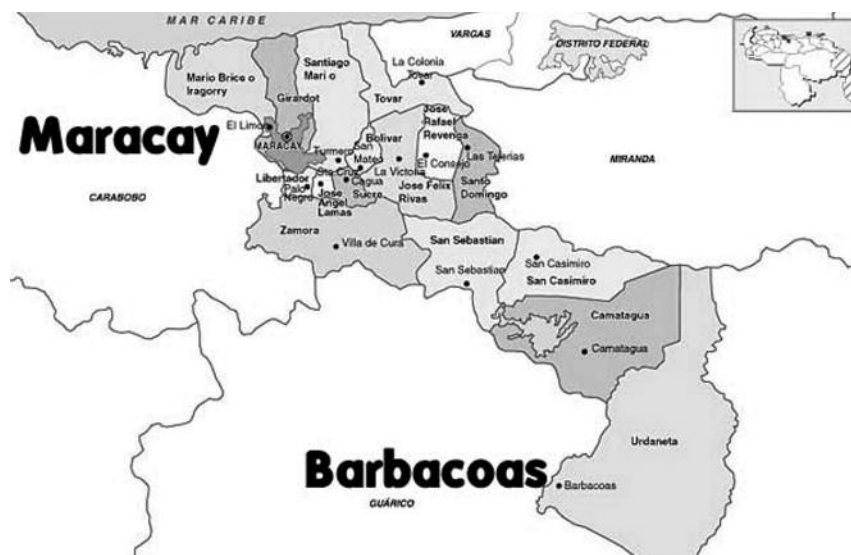 MAR CARIBE
VARGAS
DISTRITO FEDERAL
Mario Brice o
Iragorry
Girardot
Santiago
Mari o
La Colonia
Tovar
Tovar
El Limón
MARACAY
Maracay
Turmero
San
Mateo
Bolivar
Jose
Rafael
Revenga
El Consejo
Las Tejerias
MIRANDA
Libertador
Palo
Negro
Sta Cruz
Jose
Angel
Lamas
Cagua
Sucre
La Victoria
Jose Felix
Rivas
Santo
Domingo
CARABOBO
Zamora
Villa de Cura
San Sebastian
San Sebastian
San Casimiro
San Casimiro
Camatagua
Camatagua
Urdaneta
Barbacoas
Barbacoas
GUÁRICO